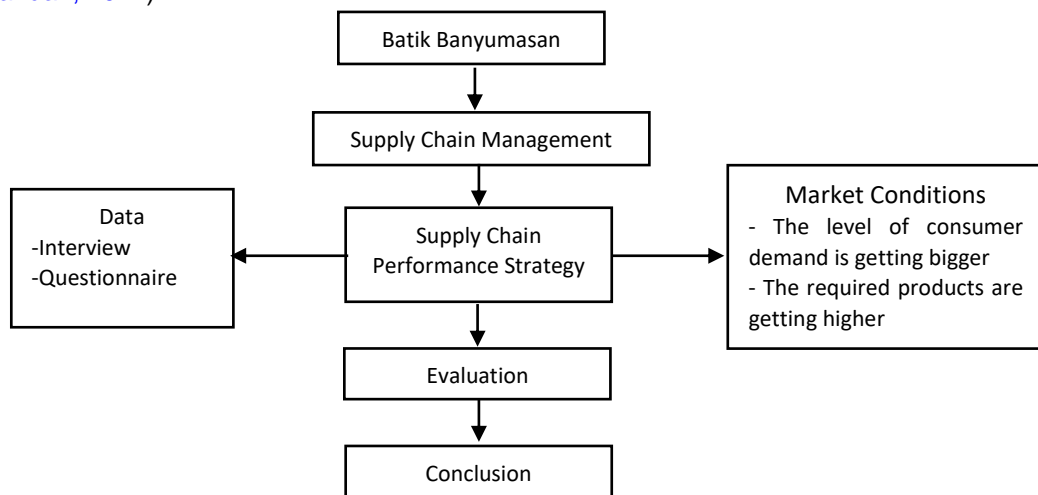 Batik Banyumasan
Supply Chain Management
Data
-Interview
-Questionnaire
Supply Chain
Performance Strategy
Market Conditions
- The level of consumer
demand is getting bigger
- The required products are
getting higher
Evaluation
Conclusion